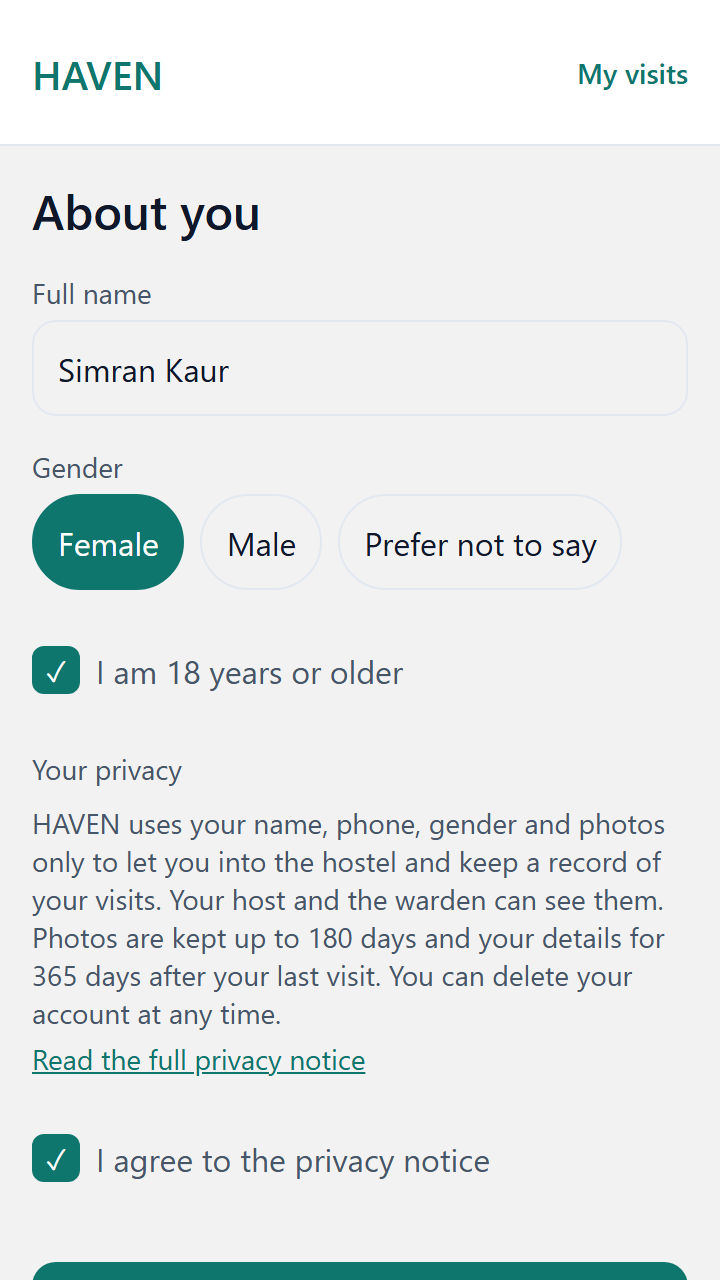 HAVEN
My visits
About you
Full name
Simran Kaur
Gender
Female
Male
Prefer not to say
✓ I am 18 years or older
Your privacy
HAVEN uses your name, phone, gender and photos
only to let you into the hostel and keep a record of
your visits. Your host and the warden can see them.
Photos are kept up to 180 days and your details for
365 days after your last visit. You can delete your
account at any time.
Read the full privacy notice
✓ I agree to the privacy notice